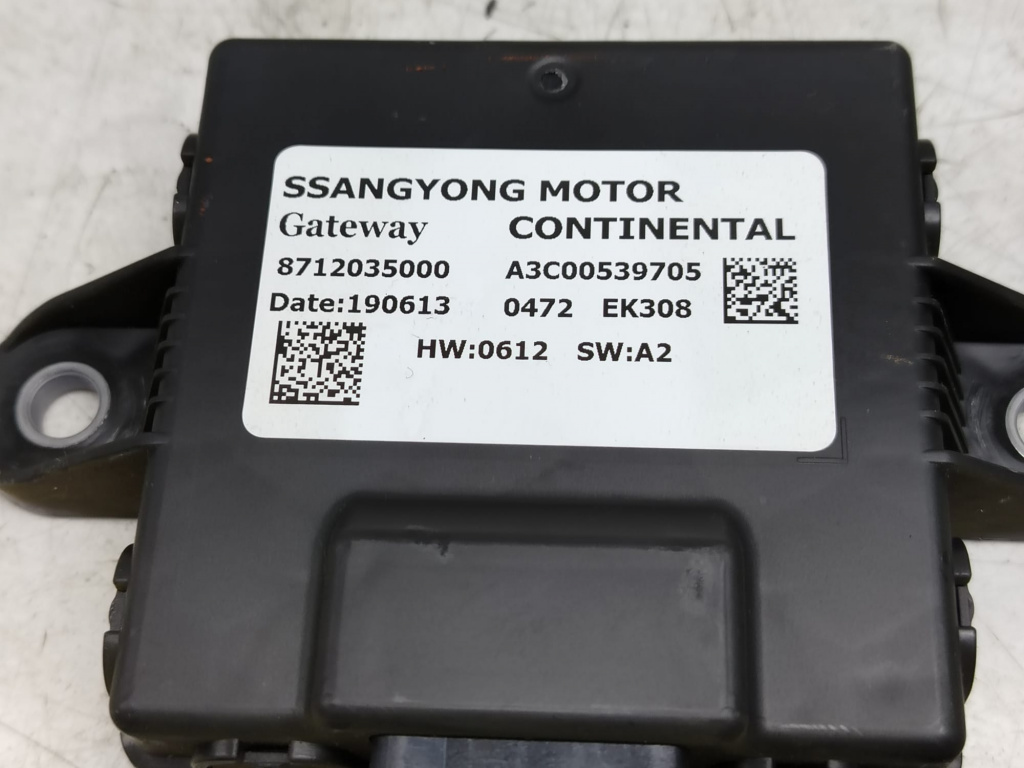 SSANGYONG MOTOR
Gateway CONTINENTAL
8712035000 A3C00539705
Date:190613 0472 EK308
HW:0612 SW:A2